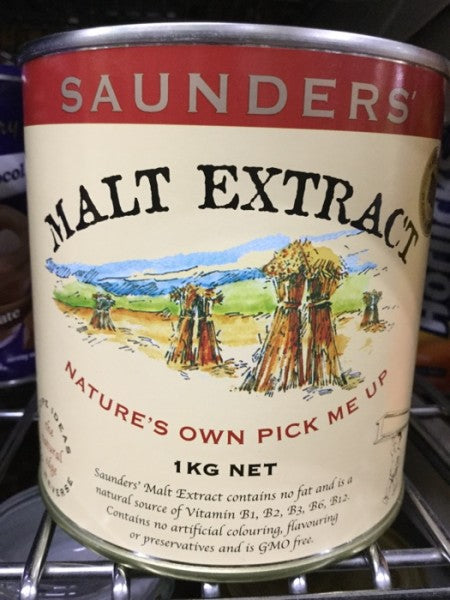 SAUNDERS'
MALT EXTRACT
NATURE'S OWN PICK ME UP
1KG NET
Saunders' Malt Extract contains no fat and is a
natural source of Vitamin B1, B2, B3, B6, B12.
Contains no artificial colouring, flavouring
or preservatives and is GMO free.